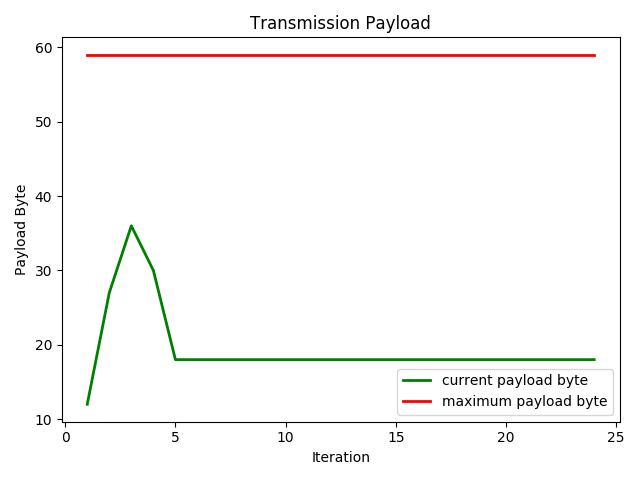 Transmission Payload
60
50
40
30
20
10
Payload Byte
0
5
10
15
20
25
Iteration
current payload byte
maximum payload byte